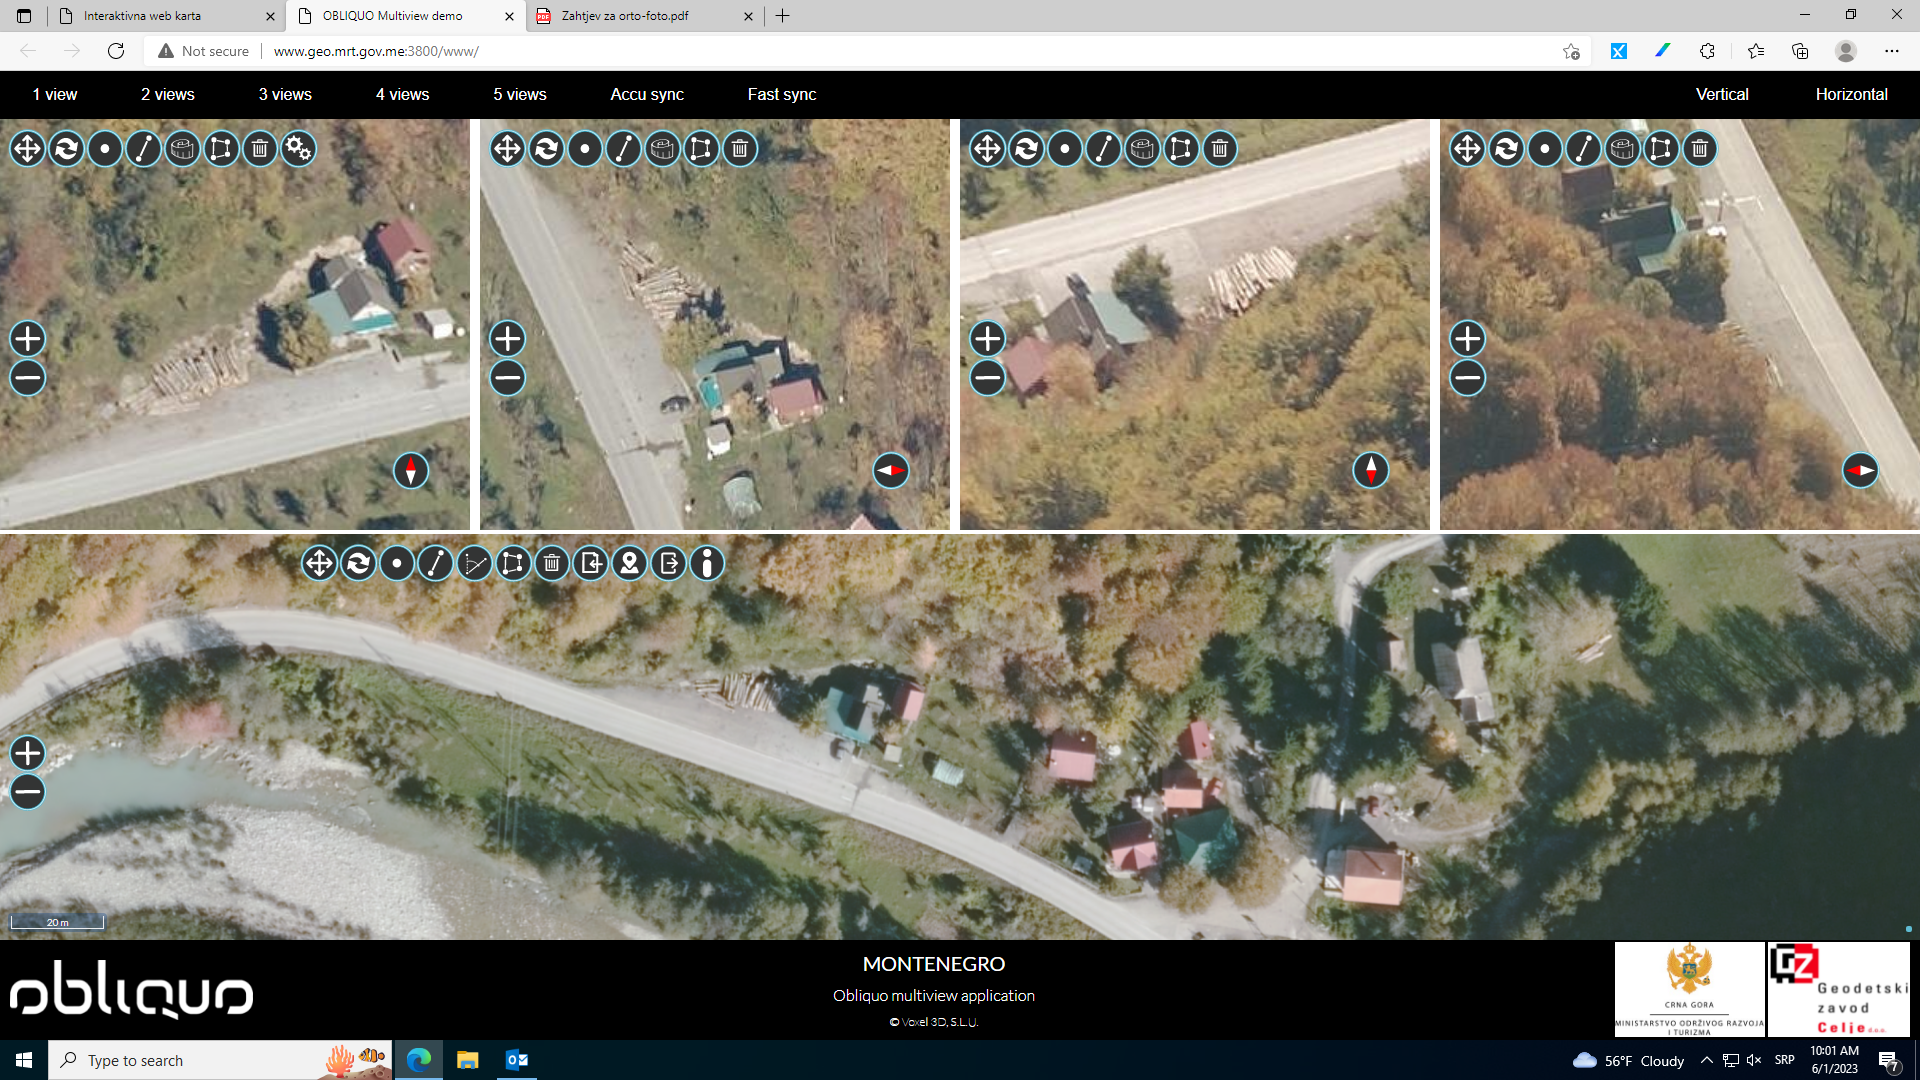 Interaktivna web karta
OBLIQUO Multiview demo
PDF
Zahtjev za orto-foto.pdf
Not secure
www.geo.mrt.gov.me:3800/www/
1 view
2 views
3 views
4 views
5 views
Accu sync
Fast sync
Vertical
Horizontal
20 m
obliquo
MONTENEGRO
Obliquo multiview application
© Voxel 3D, S.L.U.
CRNA GORA
MINISTARSTVO ODRŽIVOG RAZVOJA
I TURIZMA
GZ
Geodetski
zavod
Celje d.o.o.
Type to search
56°F Cloudy
SRP
10:01 AM
6/1/2023
7